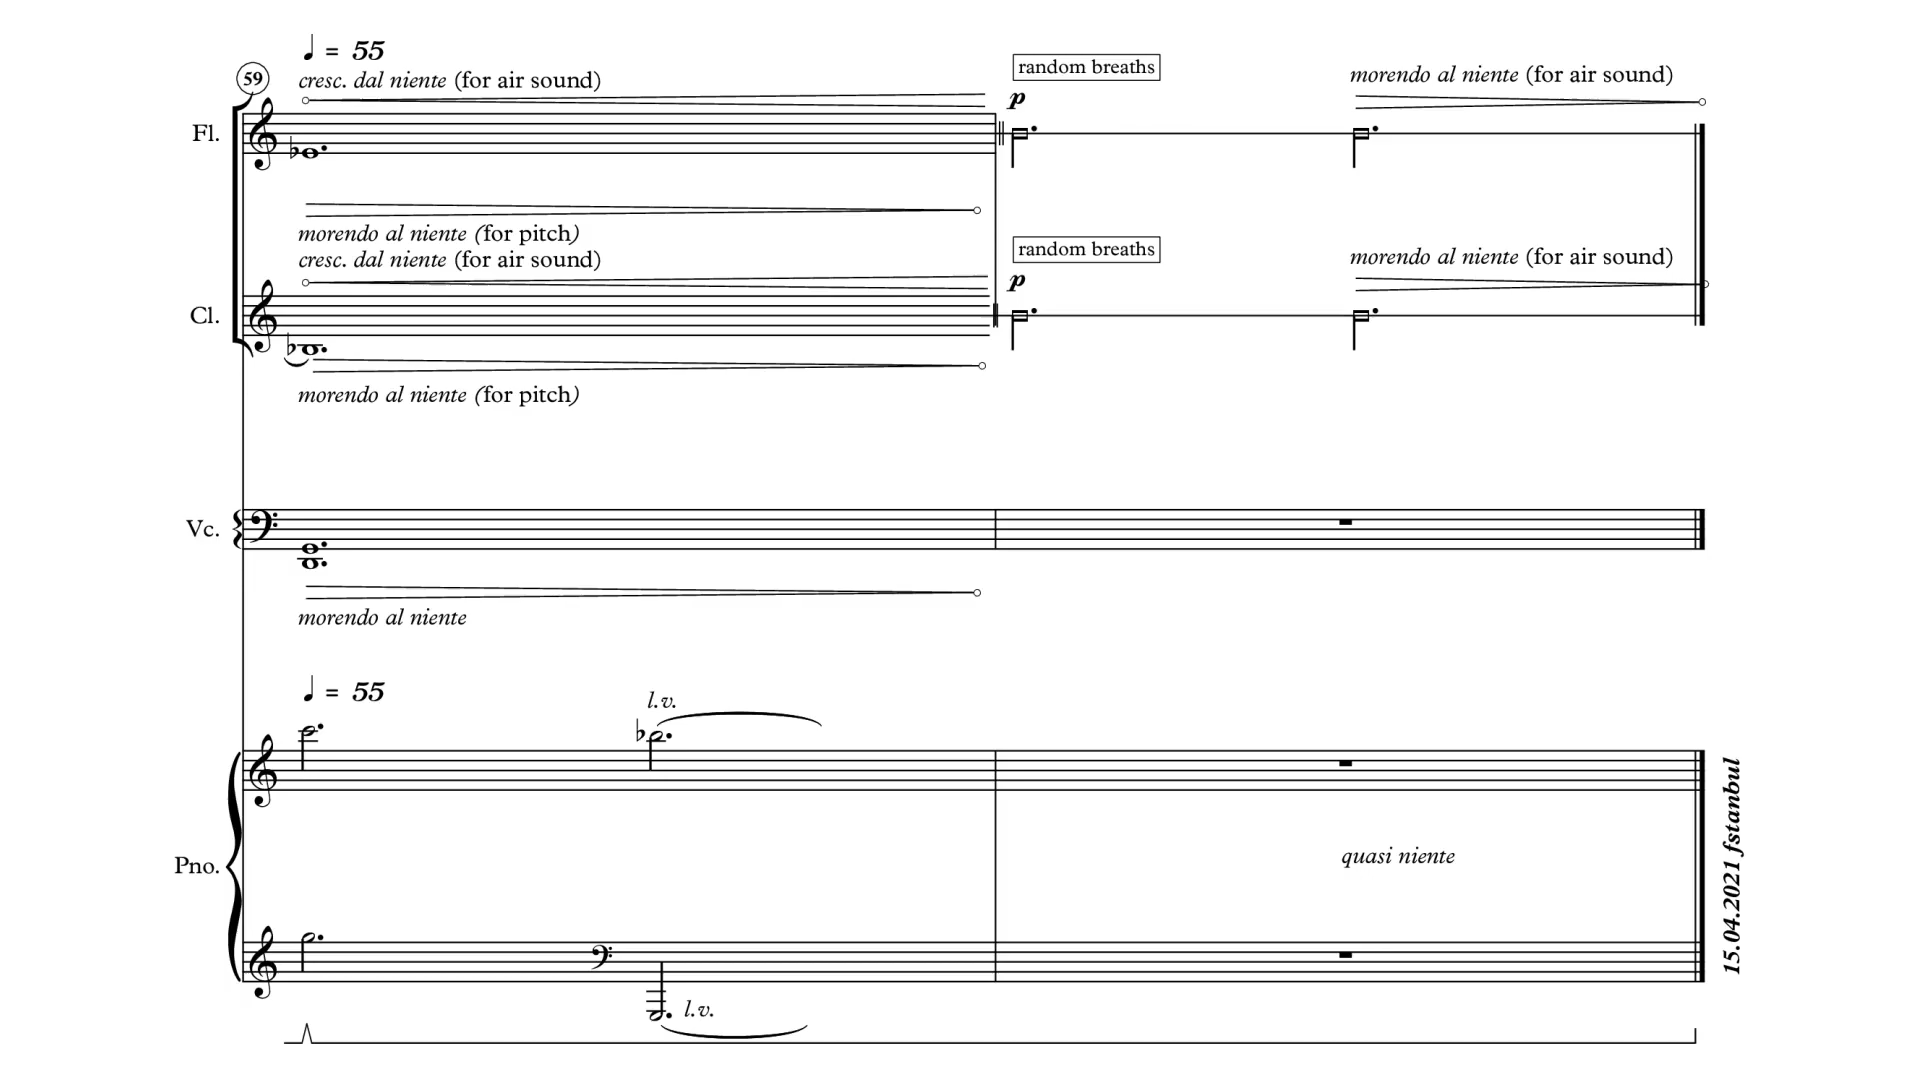 = 55
59
cresc. dal niente (for air sound)
random breaths
morendo al niente (for air sound)
p
Fl.
morendo al niente (for pitch)
cresc. dal niente (for air sound)
random breaths
morendo al niente (for air sound)
p
Cl.
morendo al niente (for pitch)
Vc.
morendo al niente
= 55
l.v.
Pno.
quasi niente
l.v.
15.04.2021 fstanbul